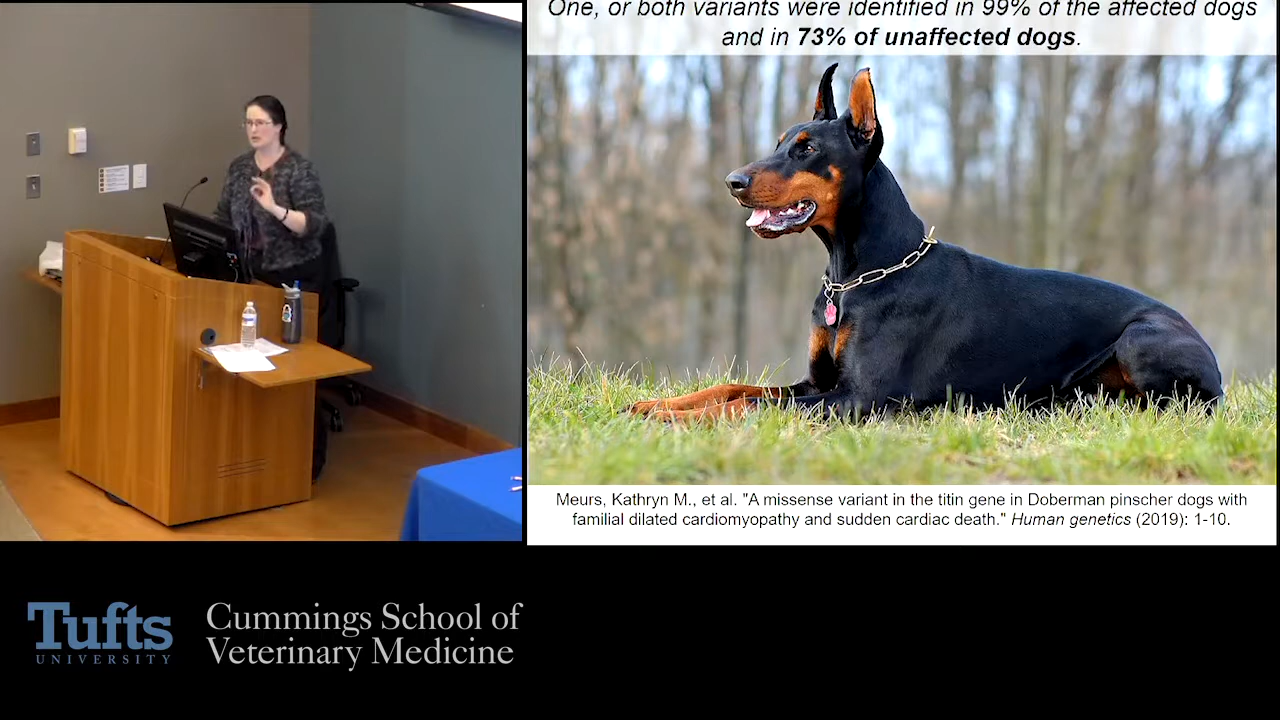 One, or both variants were identified in 99% of the affected dogs
and in 73% of unaffected dogs.
Meurs, Kathryn M., et al. "A missense variant in the titin gene in Doberman pinscher dogs with
familial dilated cardiomyopathy and sudden cardiac death." Human genetics (2019): 1-10.
Tufts
UNIVERSITY
Cummings School of
Veterinary Medicine